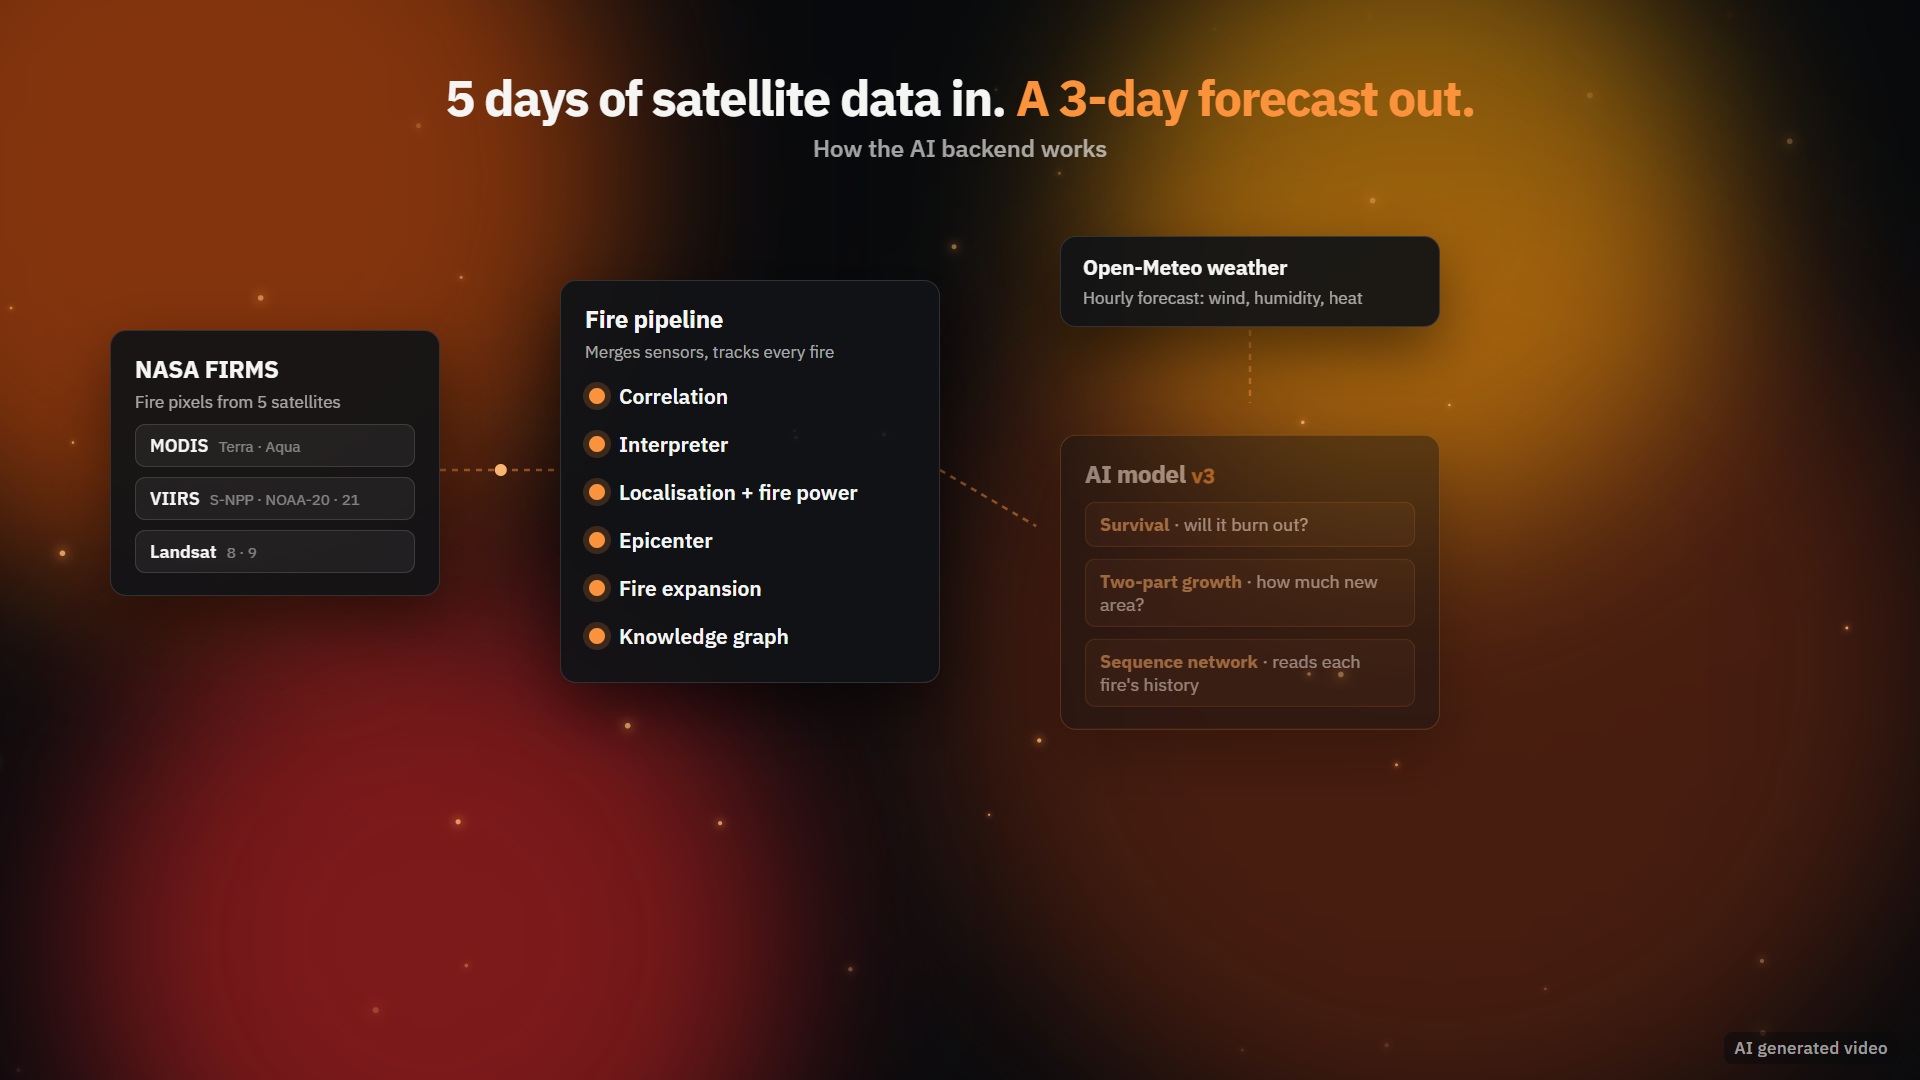 5 days of satellite data in. A 3-day forecast out.
How the AI backend works
NASA FIRMS
Fire pixels from 5 satellites
MODIS Terra · Aqua
VIIRS S-NPP · NOAA-20 · 21
Landsat 8 · 9
Fire pipeline
Merges sensors, tracks every fire
Correlation
Interpreter
Localisation + fire power
Epicenter
Fire expansion
Knowledge graph
Open-Meteo weather
Hourly forecast: wind, humidity, heat
AI model v3
Survival · will it burn out?
Two-part growth · how much new
area?
Sequence network · reads each
fire's history
AI generated video